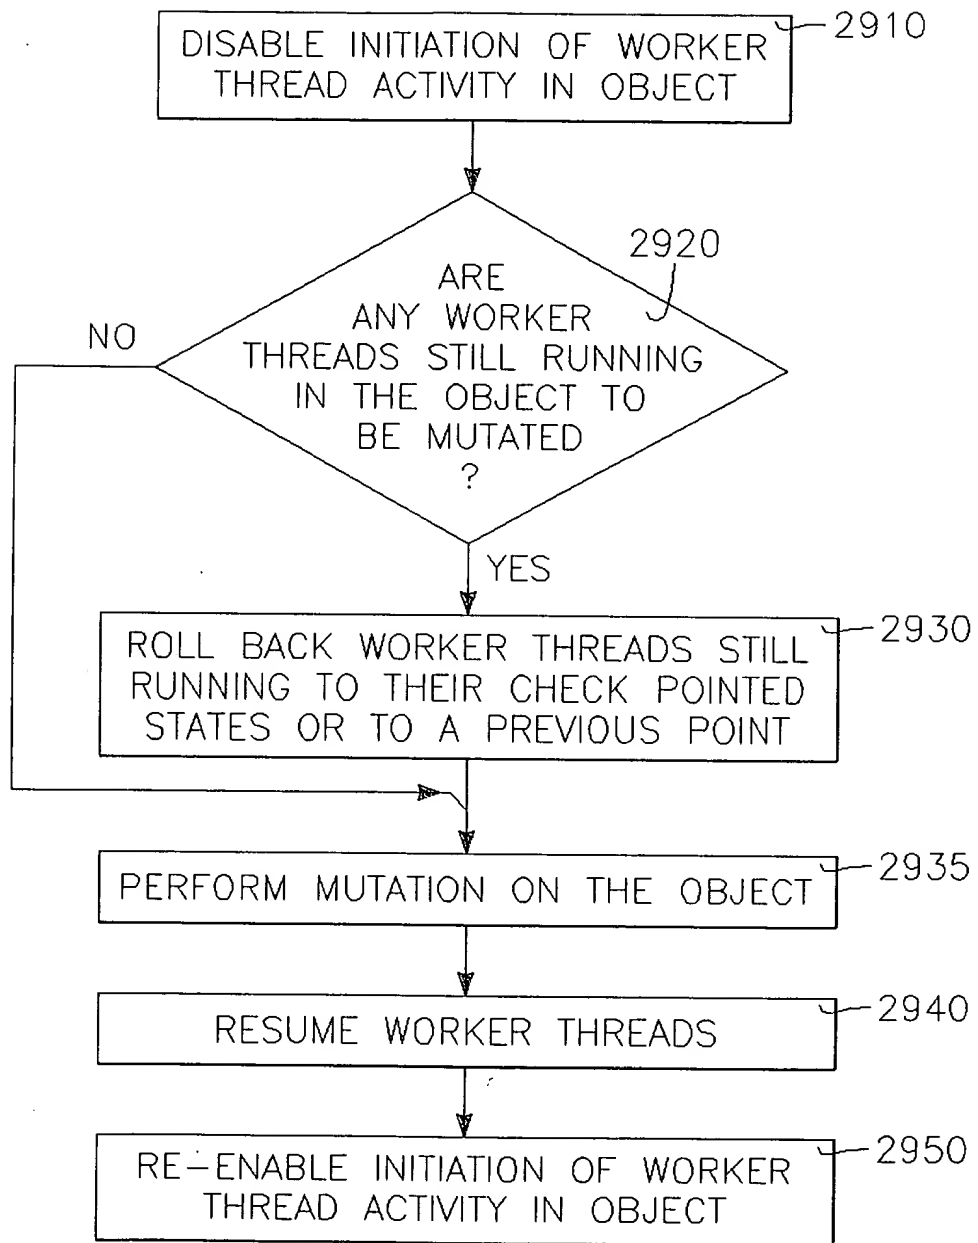 2910
DISABLE INITIATION OF WORKER
THREAD ACTIVITY IN OBJECT
2920
ARE
ANY WORKER
THREADS STILL RUNNING
IN THE OBJECT TO
BE MUTATED
?
NO
YES
2930
ROLL BACK WORKER THREADS STILL
RUNNING TO THEIR CHECK POINTED
STATES OR TO A PREVIOUS POINT
2935
PERFORM MUTATION ON THE OBJECT
2940
RESUME WORKER THREADS
2950
RE-ENABLE INITIATION OF WORKER
THREAD ACTIVITY IN OBJECT